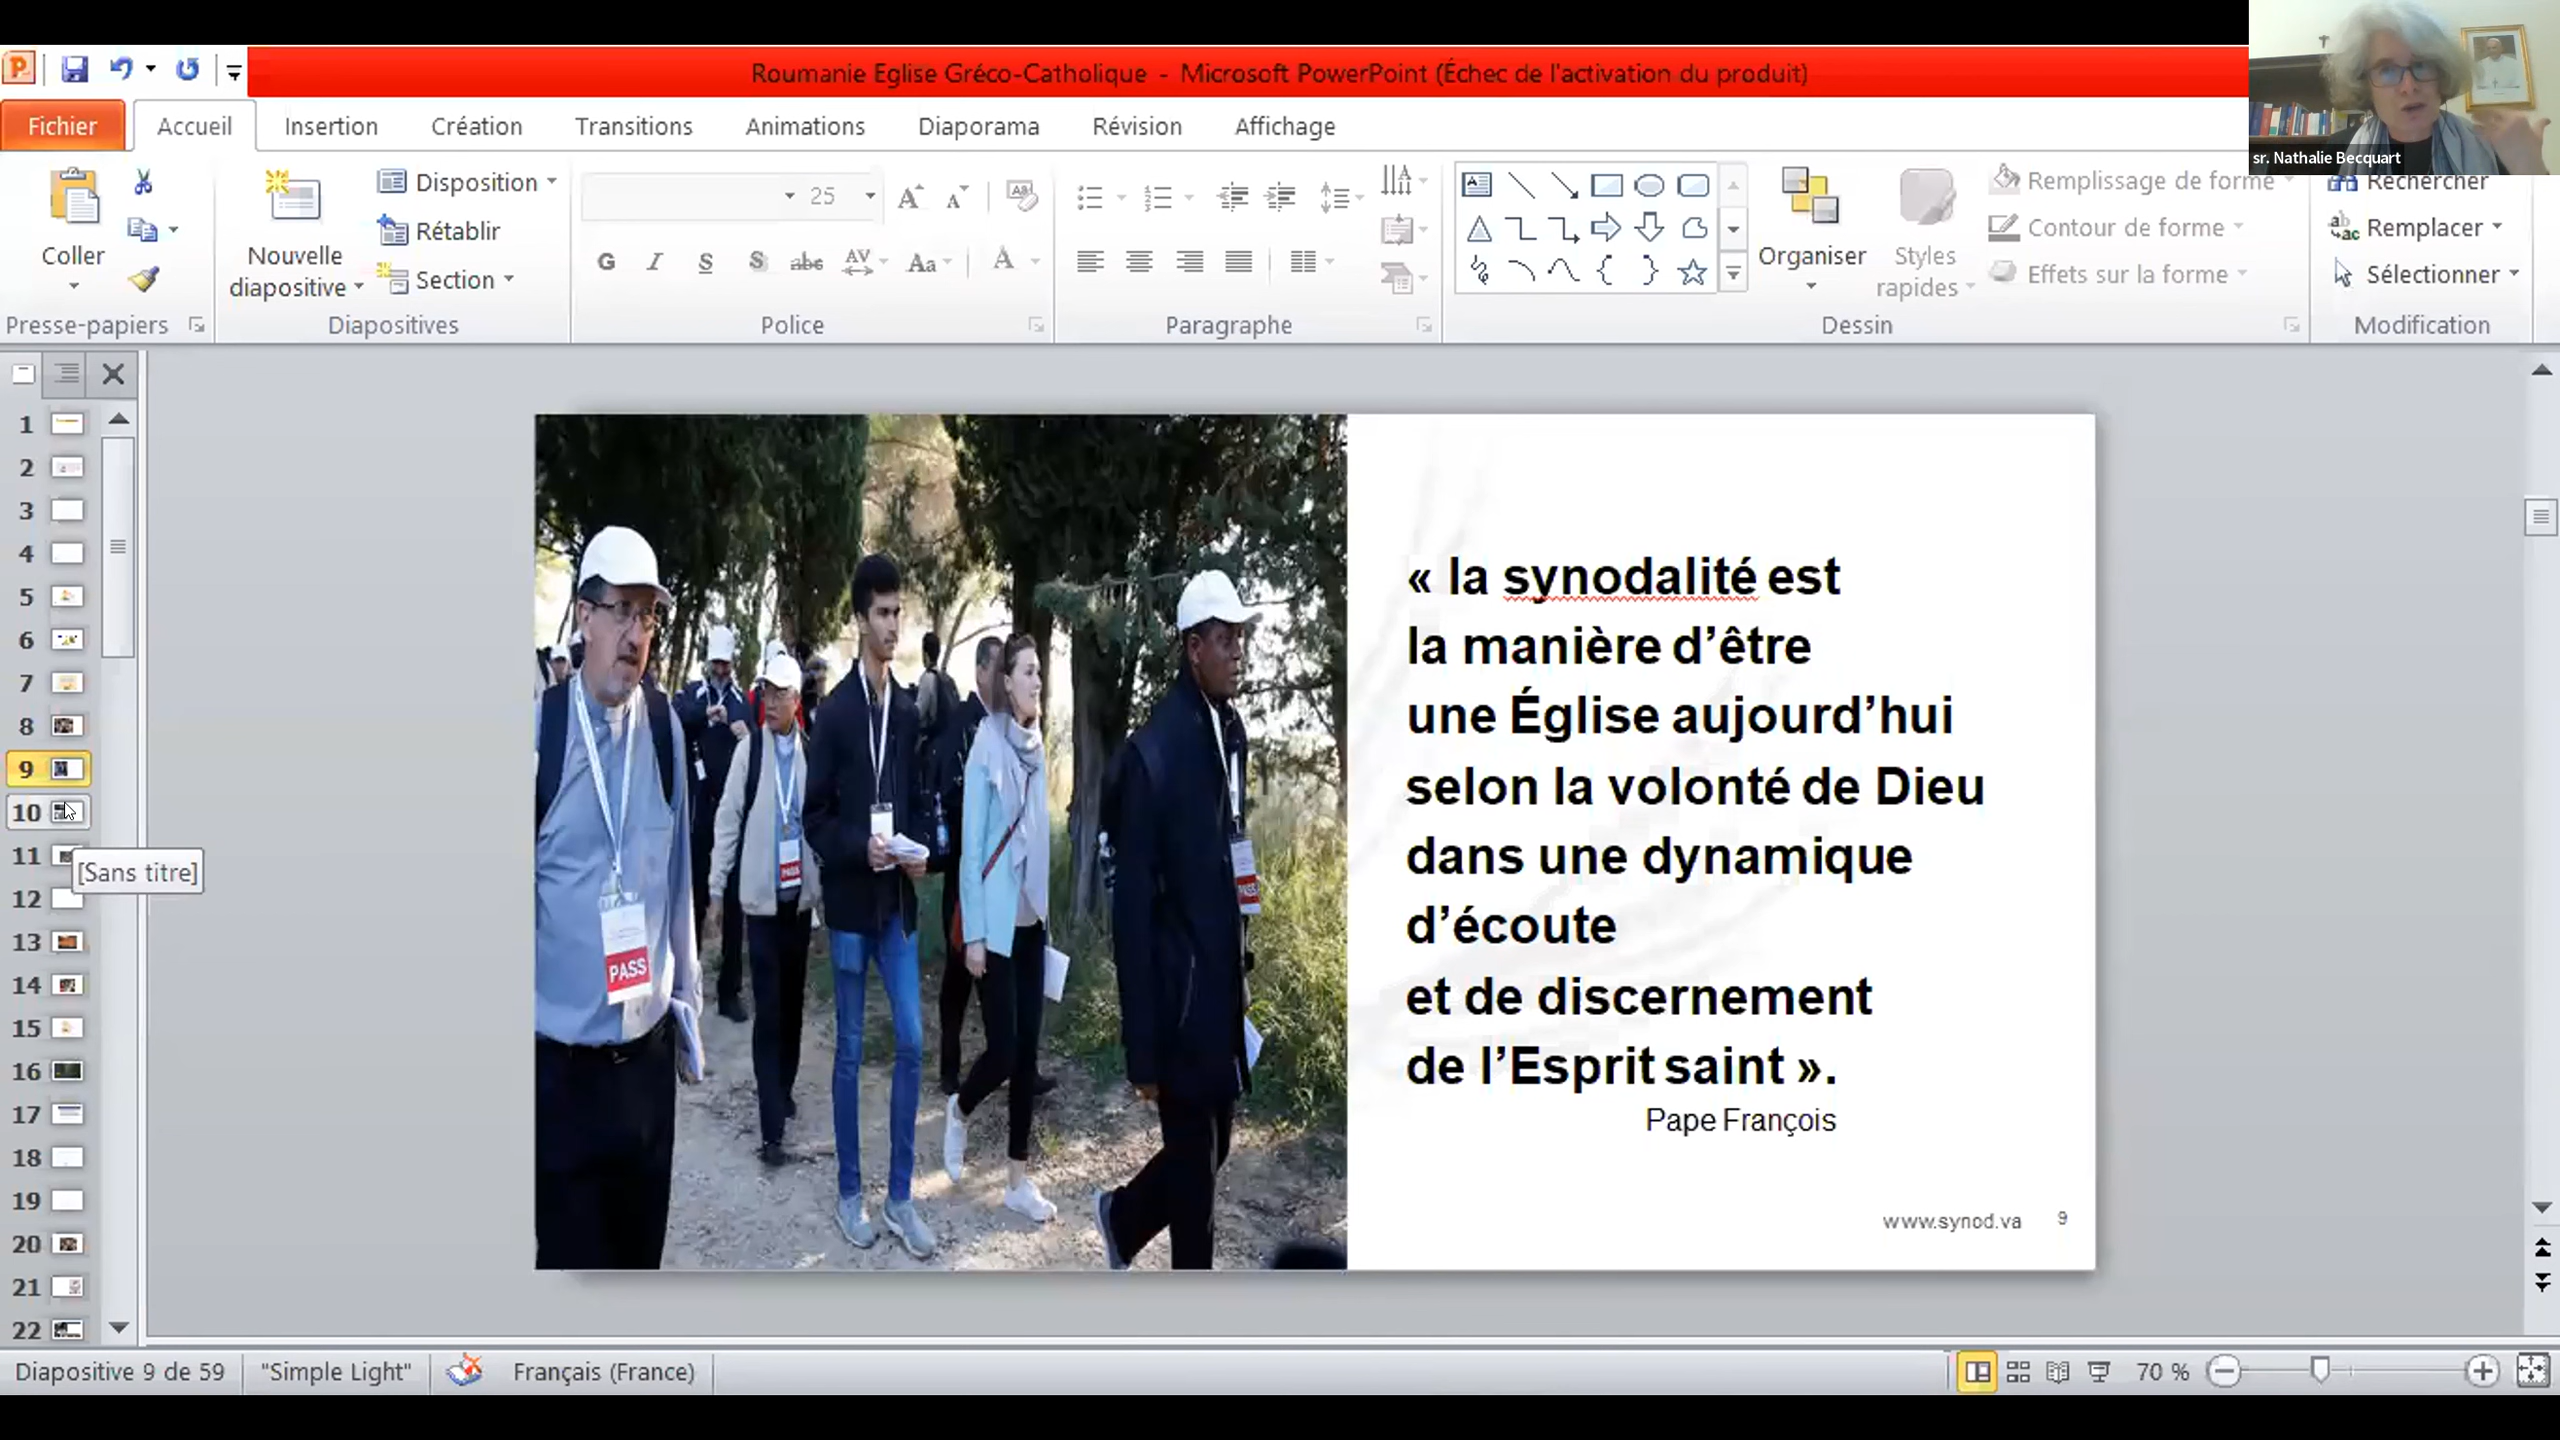 Roumanie Eglise Gréco-Catholique - Microsoft PowerPoint (Échec de l'activation du produit)
sr. Nathalie Becquart
Fichier Accueil Insertion Création Transitions Animations Diaporama Révision Affichage
Coller
Presse-papiers
Nouvelle
diapositive
Disposition
Rétablir
Section
Diapositives
25
G I S S abc AV Aa A
Police
Paragraphe
Organiser
Styles
rapides
Remplissage de forme
Contour de forme
Effets sur la forme
Dessin
Rechercher
Remplacer
Sélectionner
Modification
1
2
3
4
5
6
7
8
9
10
11
[Sans titre]
12
13
14
15
16
17
18
19
20
21
22
PASS
PASS
PASS
« la synodalité est
la manière d’être
une Église aujourd’hui
selon la volonté de Dieu
dans une dynamique
d’écoute
et de discernement
de l’Esprit saint ».
Pape François
www.synod.va 9
Diapositive 9 de 59 "Simple Light" Français (France) 70 %